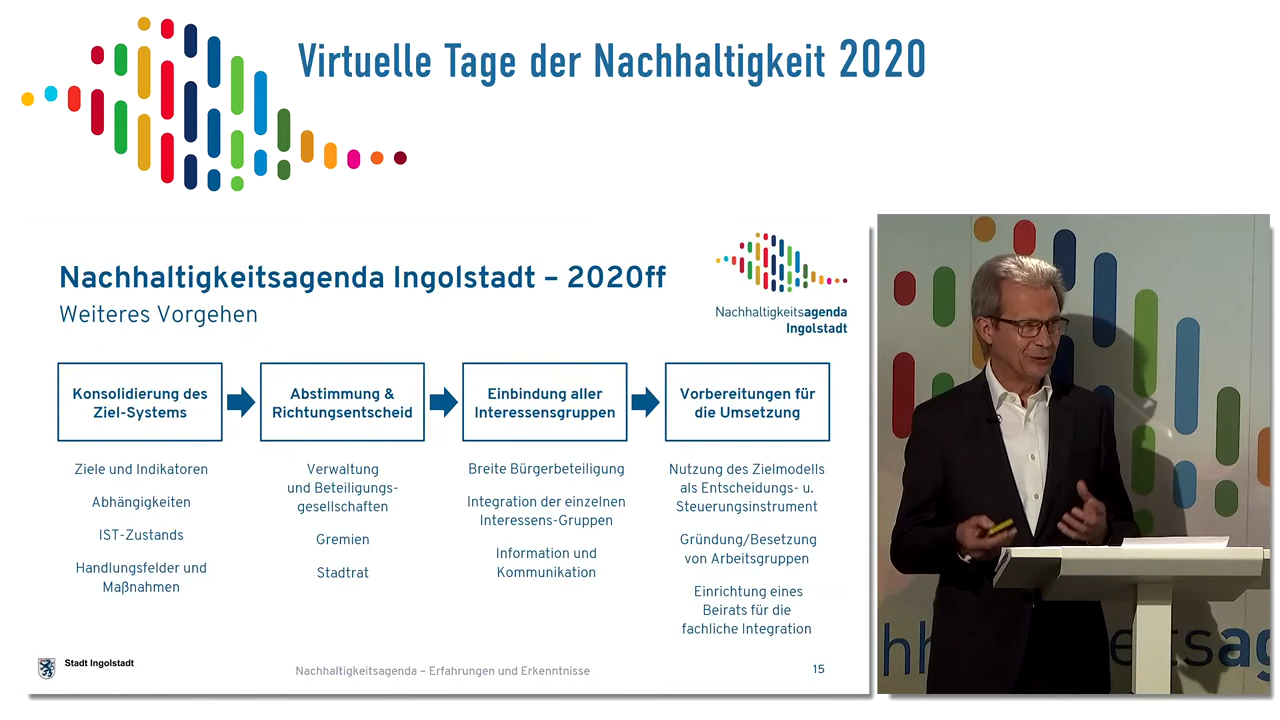 Virtuelle Tage der Nachhaltigkeit 2020
Nachhaltigkeitsagenda Ingolstadt – 2020ff
Weiteres Vorgehen
Nachhaltigkeitsagenda
Ingolstadt
Konsolidierung des
Ziel-Systems
Ziele und Indikatoren
Abhängigkeiten
IST-Zustands
Handlungsfelder und
Maßnahmen
Abstimmung &
Richtungsentscheid
Verwaltung
und Beteiligungs-
gesellschaften
Gremien
Stadtrat
Einbindung aller
Interessensgruppen
Breite Bürgerbeteiligung
Integration der einzelnen
Interessens-Gruppen
Information und
Kommunikation
Vorbereitungen für
die Umsetzung
Nutzung des Zielmodells
als Entscheidungs- u.
Steuerungsinstrument
Gründung/Besetzung
von Arbeitsgruppen
Einrichtung eines
Beirats für die
fachliche Integration
Stadt Ingolstadt
Nachhaltigkeitsagenda – Erfahrungen und Erkenntnisse
15